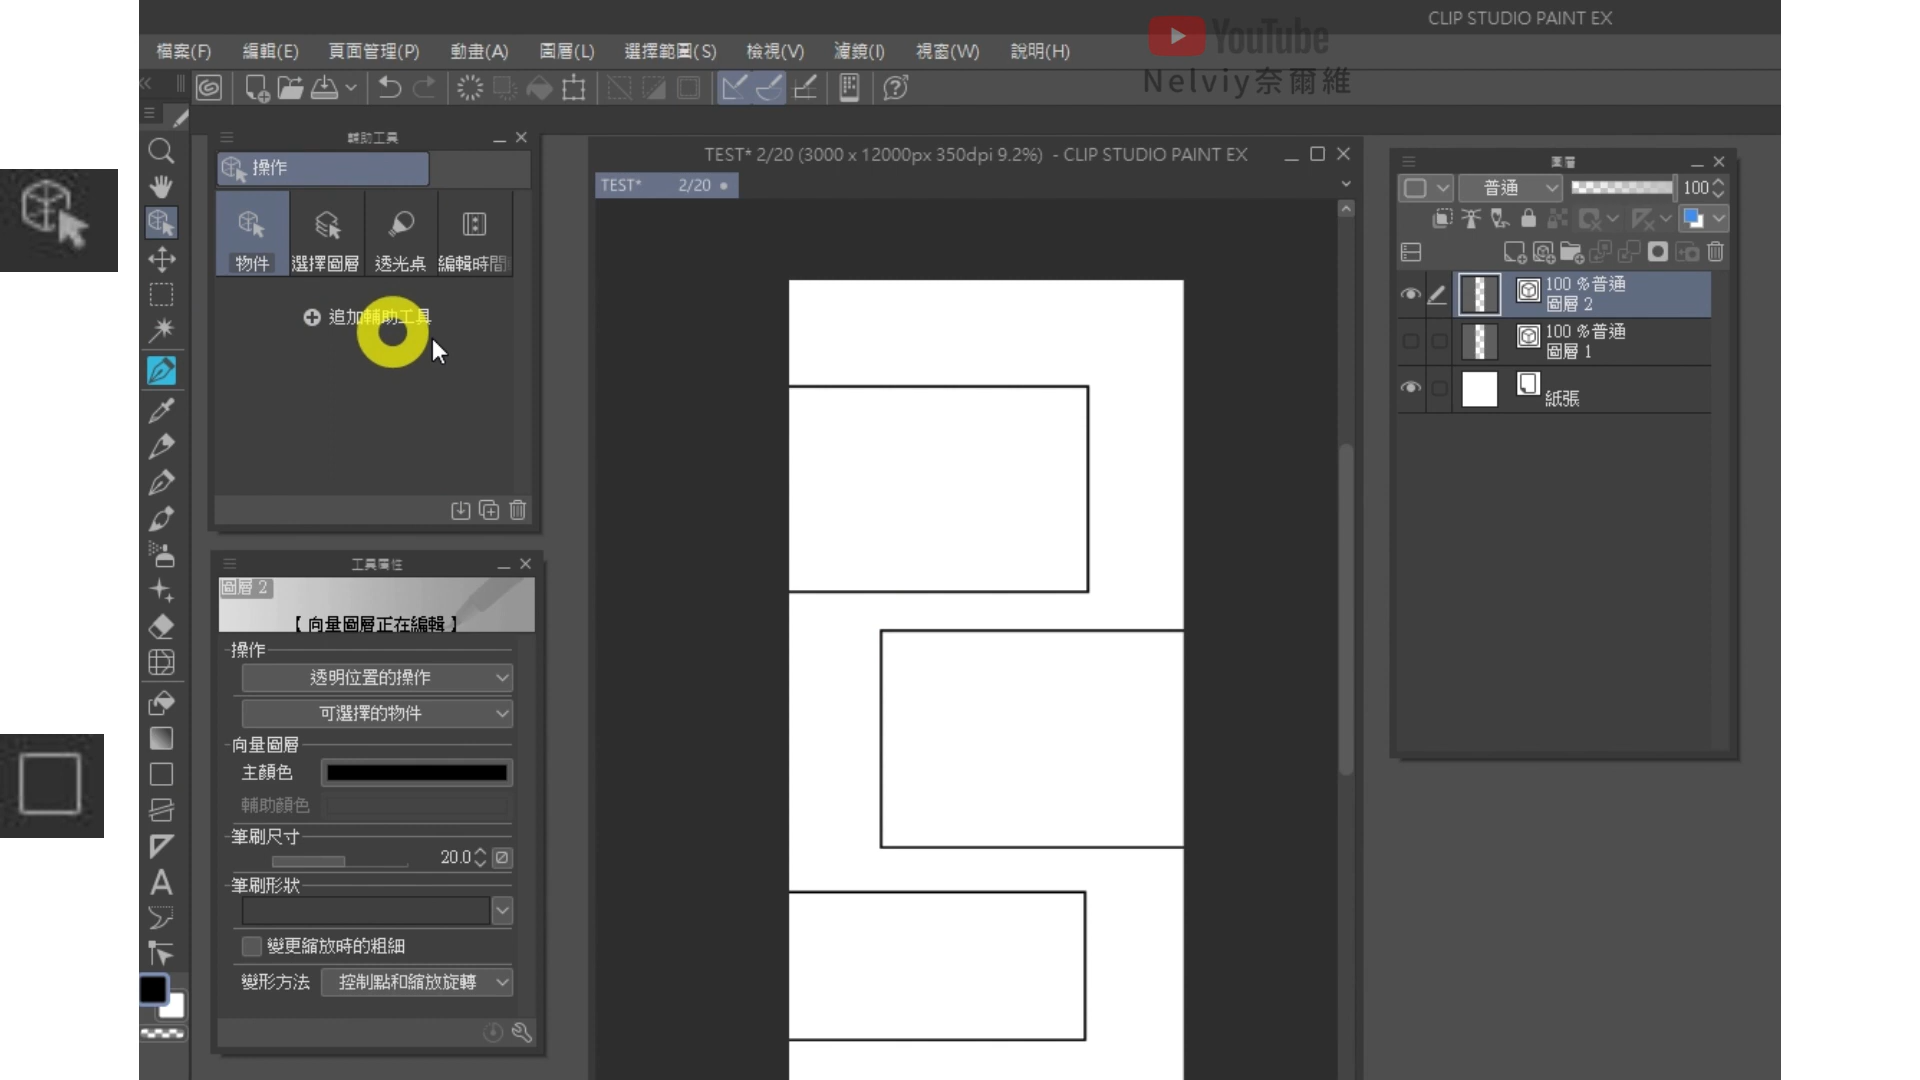 CLIP STUDIO PAINT EX
YouTube
Nelviy奈爾維
檔案(F) 編輯(E) 頁面管理(P) 動畫(A) 圖層(L) 選擇範圍(S) 檢視(V) 濾鏡(I) 視窗(W) 說明(H)
輔助工具
操作
物件 選擇圖層 透光点 編輯時間
追加輔助工具
TEST* 2/20 (3000 x 12000px 350dpi 9.2%) - CLIP STUDIO PAINT EX
TEST* 2/20
工具屬性
圖層 2
【 向量圖層正在編輯 】
操作
透明位置的操作
可選擇的物件
向量圖層
主顏色
輔助顏色
筆刷尺寸
20.0
筆刷形狀
變更縮放時的粗細
變形方法 控制點和縮放旋轉
圖層
普通 100
100 %普通
圖層 2
100 %普通
圖層 1
紙張